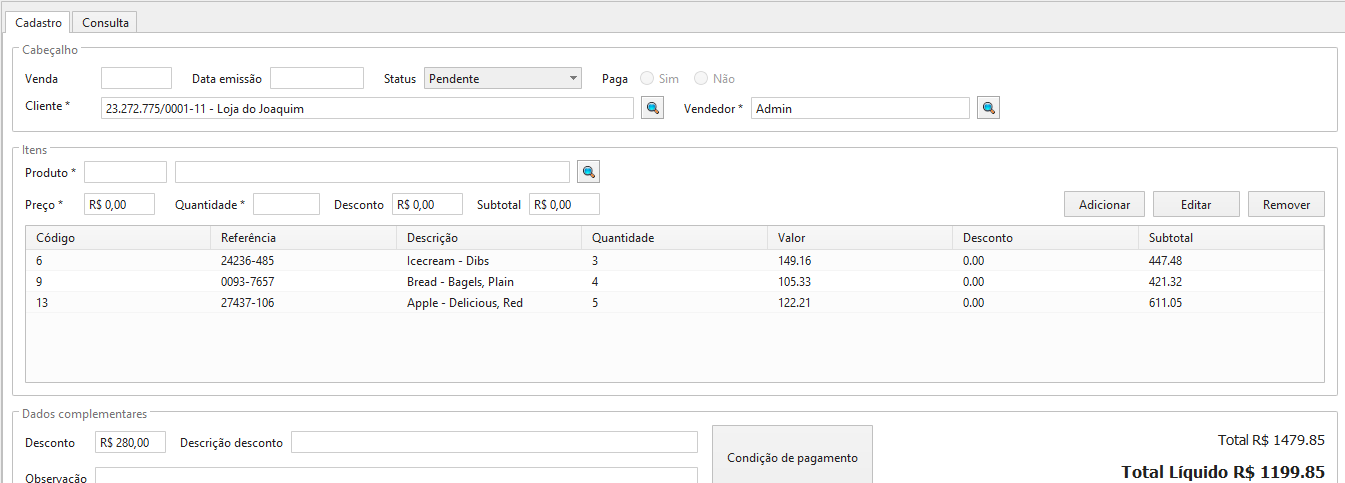 Cadastro Consulta
Cabeçalho
Venda Data emissão Status Pendente Paga Sim Não
Cliente * 23.272.775/0001-11 - Loja do Joaquim Vendedor * Admin
Itens
Produto *
Preço * R$ 0,00 Quantidade * Desconto R$ 0,00 Subtotal R$ 0,00 Adicionar Editar Remover
Código Referência Descrição Quantidade Valor Desconto Subtotal
6 24236-485 Icecream - Dibs 3 149.16 0.00 447.48
9 0093-7657 Bread - Bagels, Plain 4 105.33 0.00 421.32
13 27437-106 Apple - Delicious, Red 5 122.21 0.00 611.05
Dados complementares
Desconto R$ 280,00 Descrição desconto Total R$ 1479.85
Condição de pagamento
Observação Total Líquido R$ 1199.85